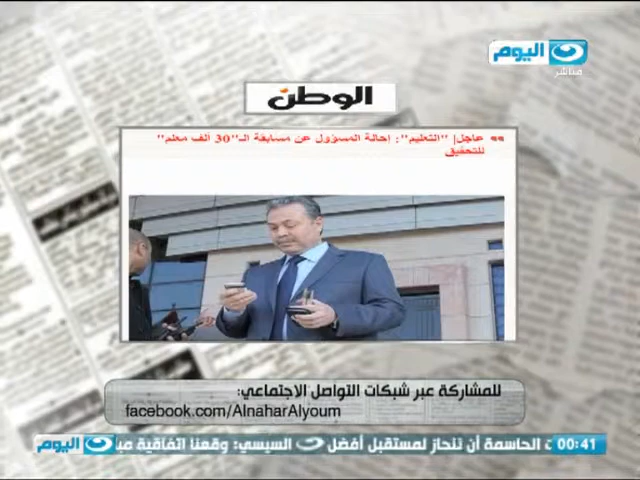 اليوم
مباشر
الوطن
عاجل| "التعليم": إحالة المسؤول عن مسابقة الـ"30 ألف معلم"
للتحقيق
للمشاركة عبر شبكات التواصل الاجتماعي:
facebook.com/AlnaharAlyoum
ت الحاسمة أن ننحاز لمستقبل أفضل السيسي: وقعنا اتفاقية مبا
اليوم
00:41